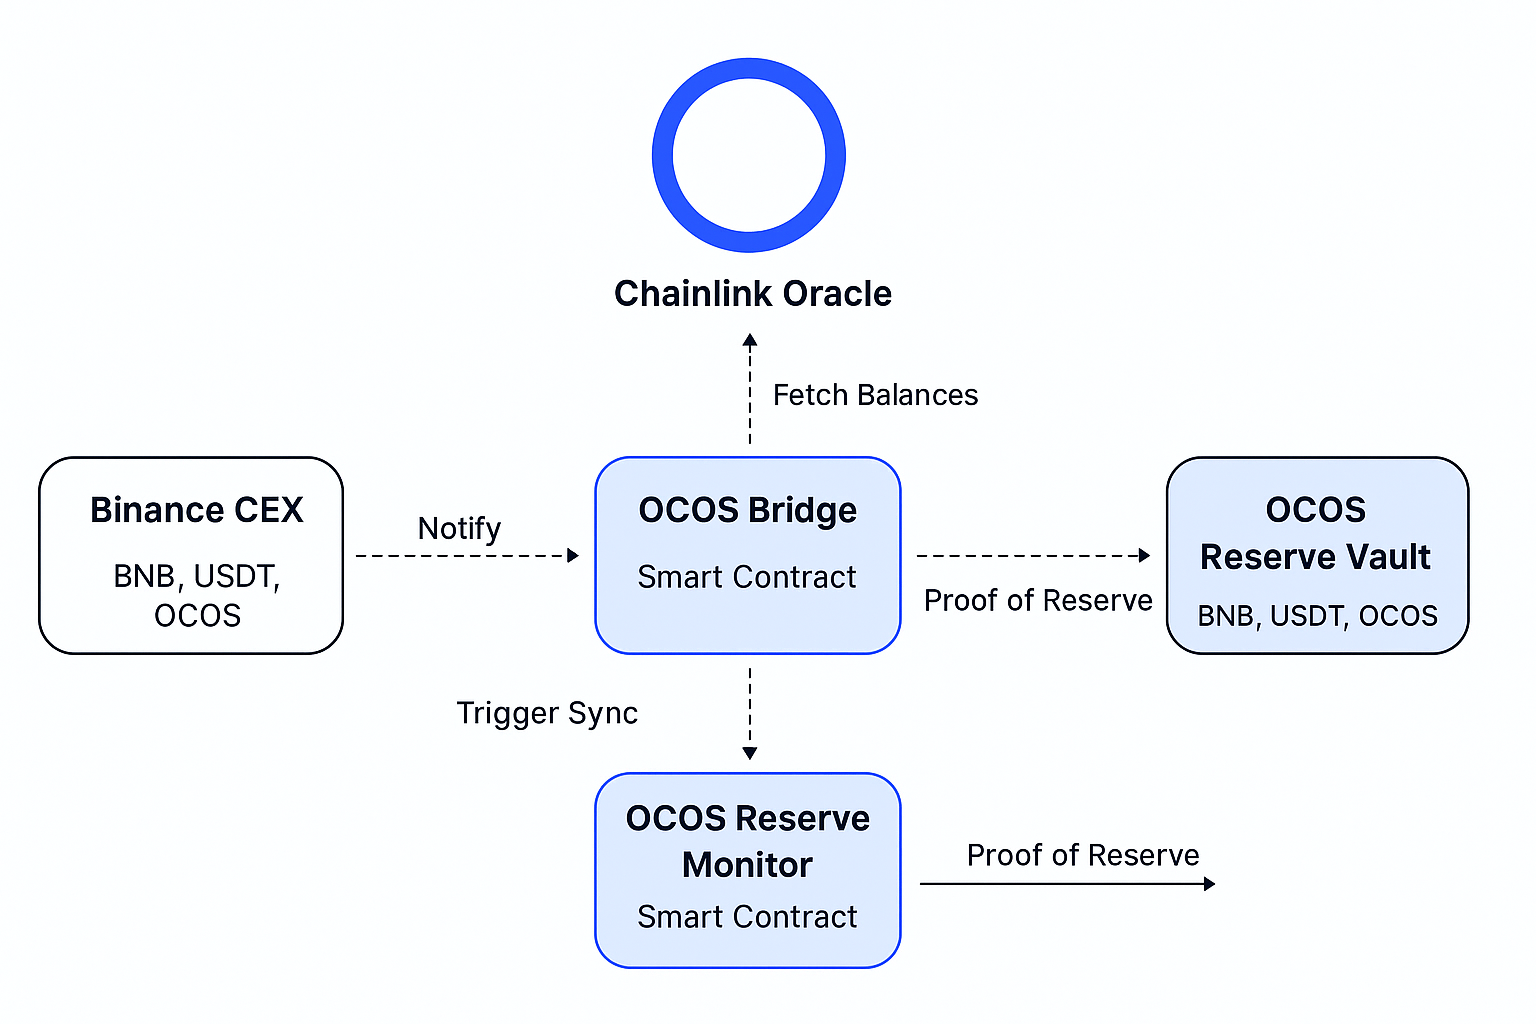 Chainlink Oracle
Fetch Balances
Binance CEX
BNB, USDT,
OCOS
Notify
OCOS Bridge
Smart Contract
Proof of Reserve
OCOS
Reserve Vault
BNB, USDT, OCOS
Trigger Sync
OCOS Reserve
Monitor
Smart Contract
Proof of Reserve